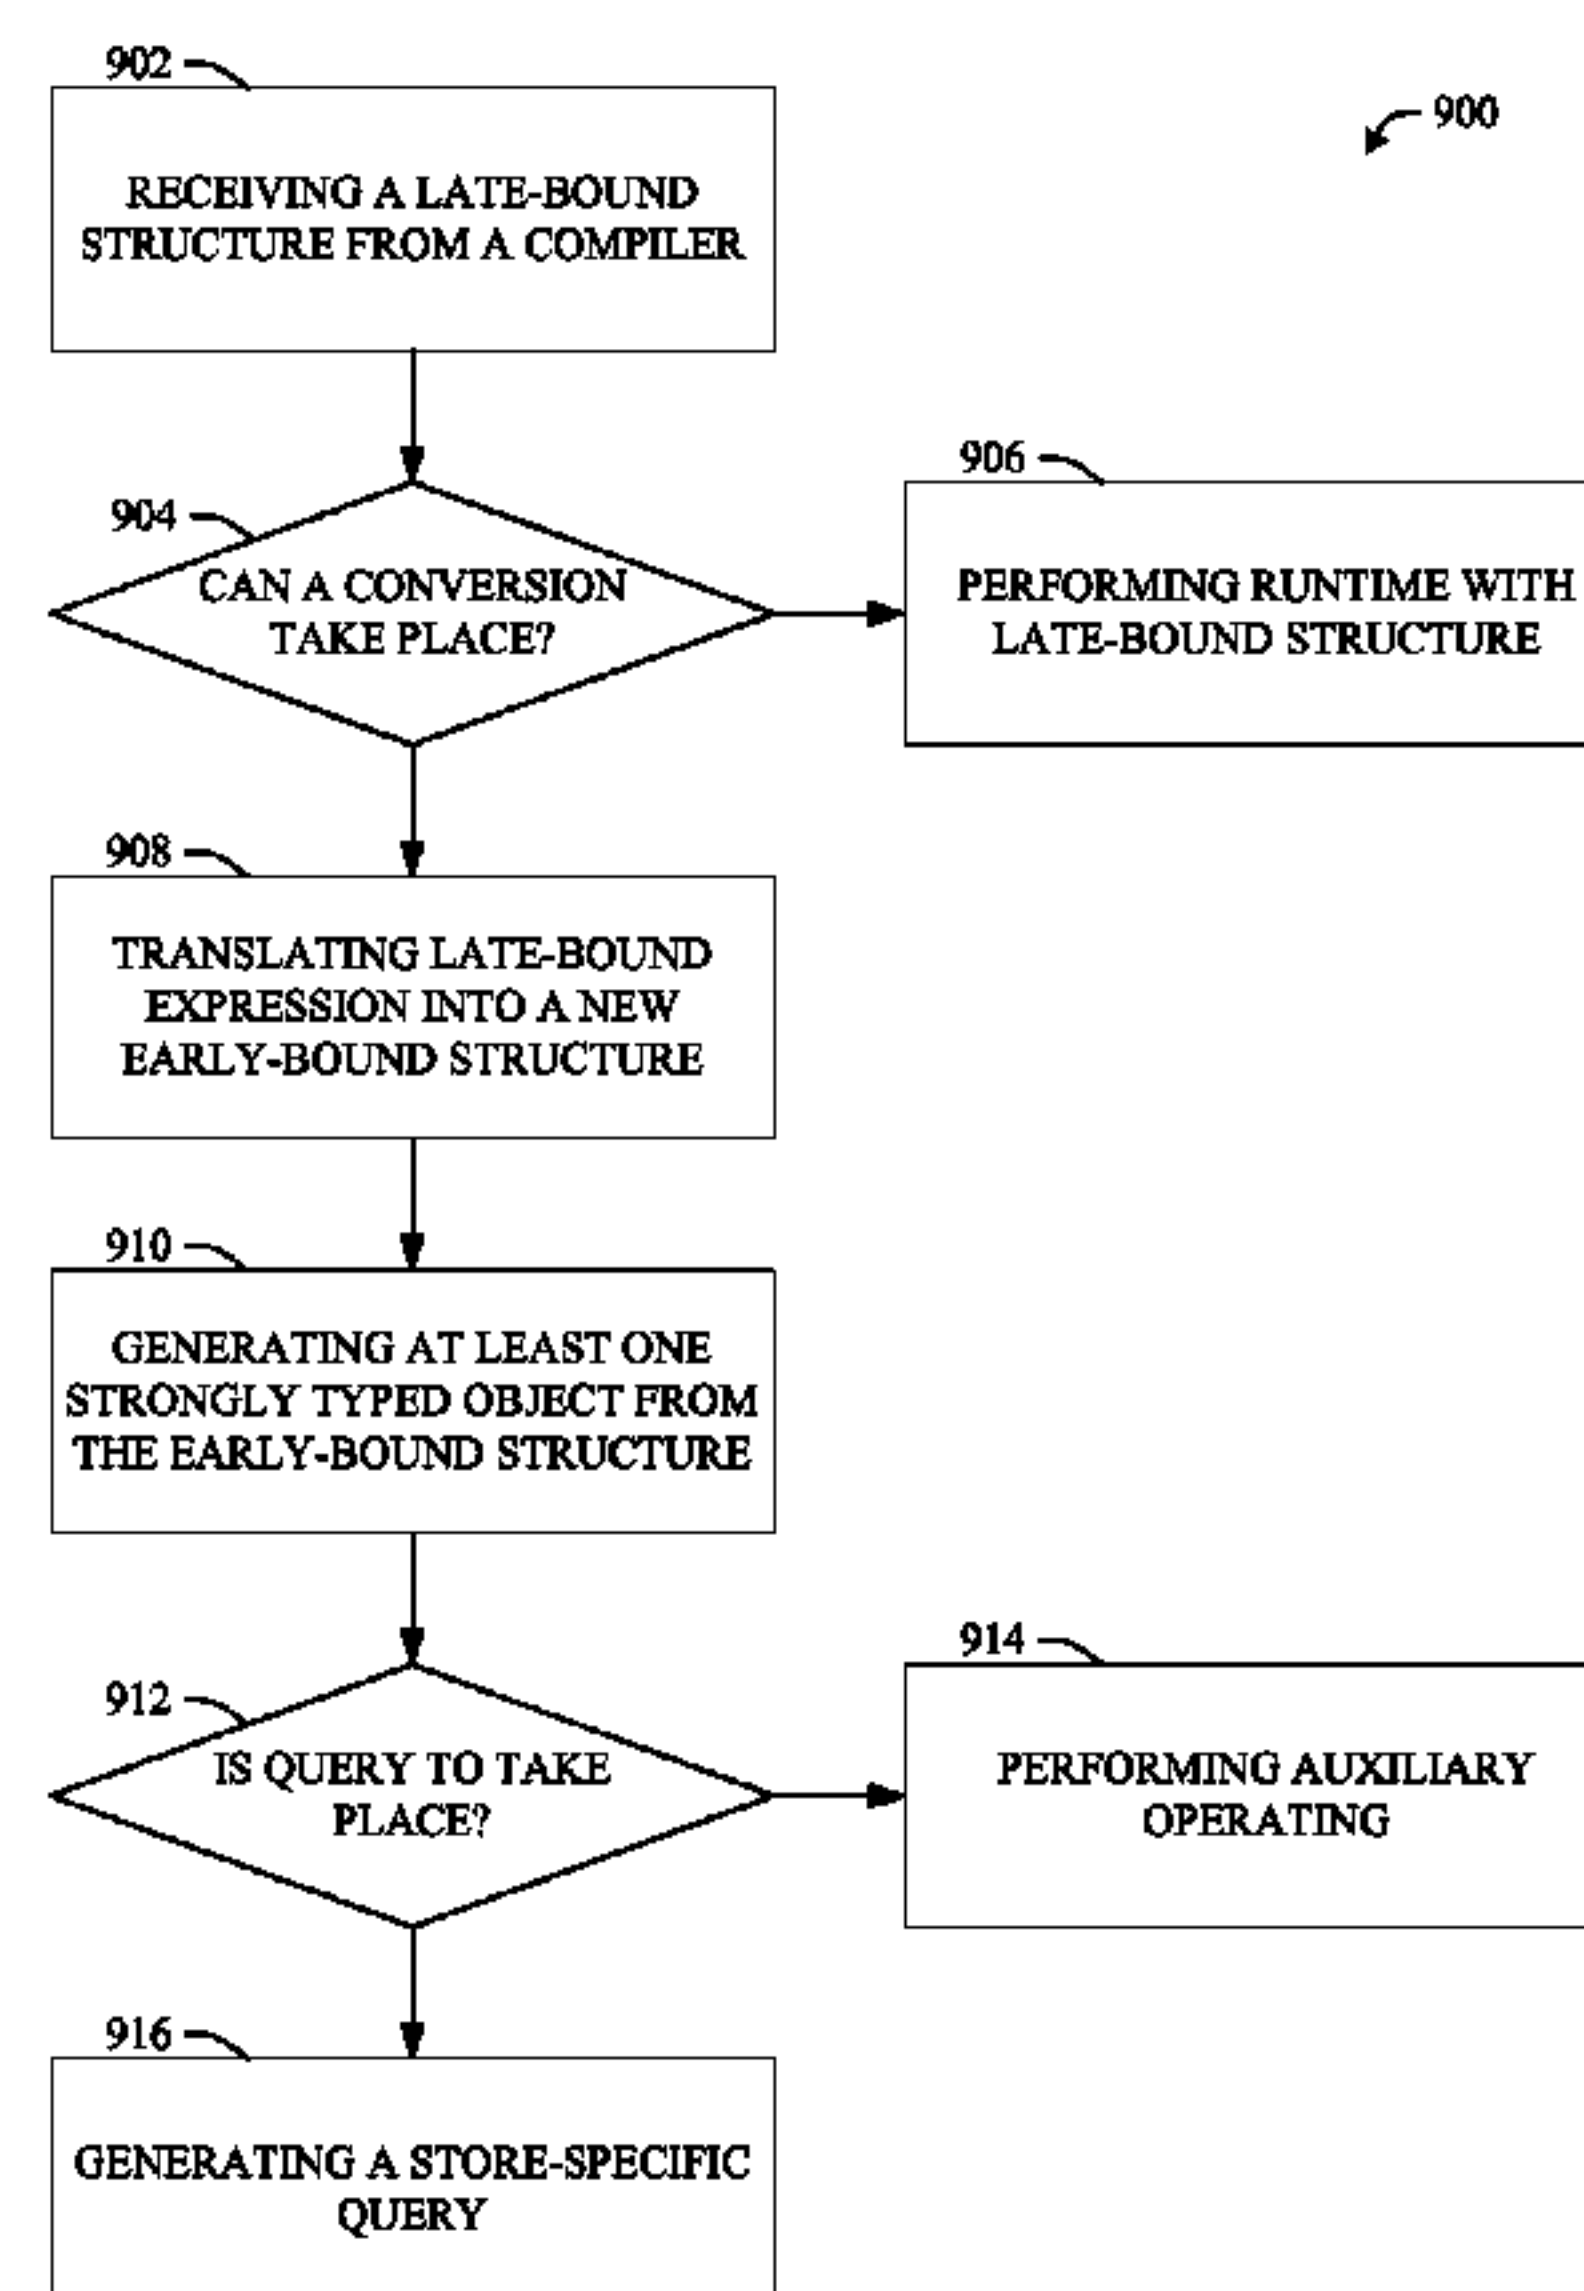 902
900
RECEIVING A LATE-BOUND
STRUCTURE FROM A COMPILER
906
904
CAN A CONVERSION
TAKE PLACE?
PERFORMING RUNTIME WITH
LATE-BOUND STRUCTURE
908
TRANSLATING LATE-BOUND
EXPRESSION INTO A NEW
EARLY-BOUND STRUCTURE
910
GENERATING AT LEAST ONE
STRONGLY TYPED OBJECT FROM
THE EARLY-BOUND STRUCTURE
914
912
IS QUERY TO TAKE
PLACE?
PERFORMING AUXILIARY
OPERATING
916
GENERATING A STORE-SPECIFIC
QUERY